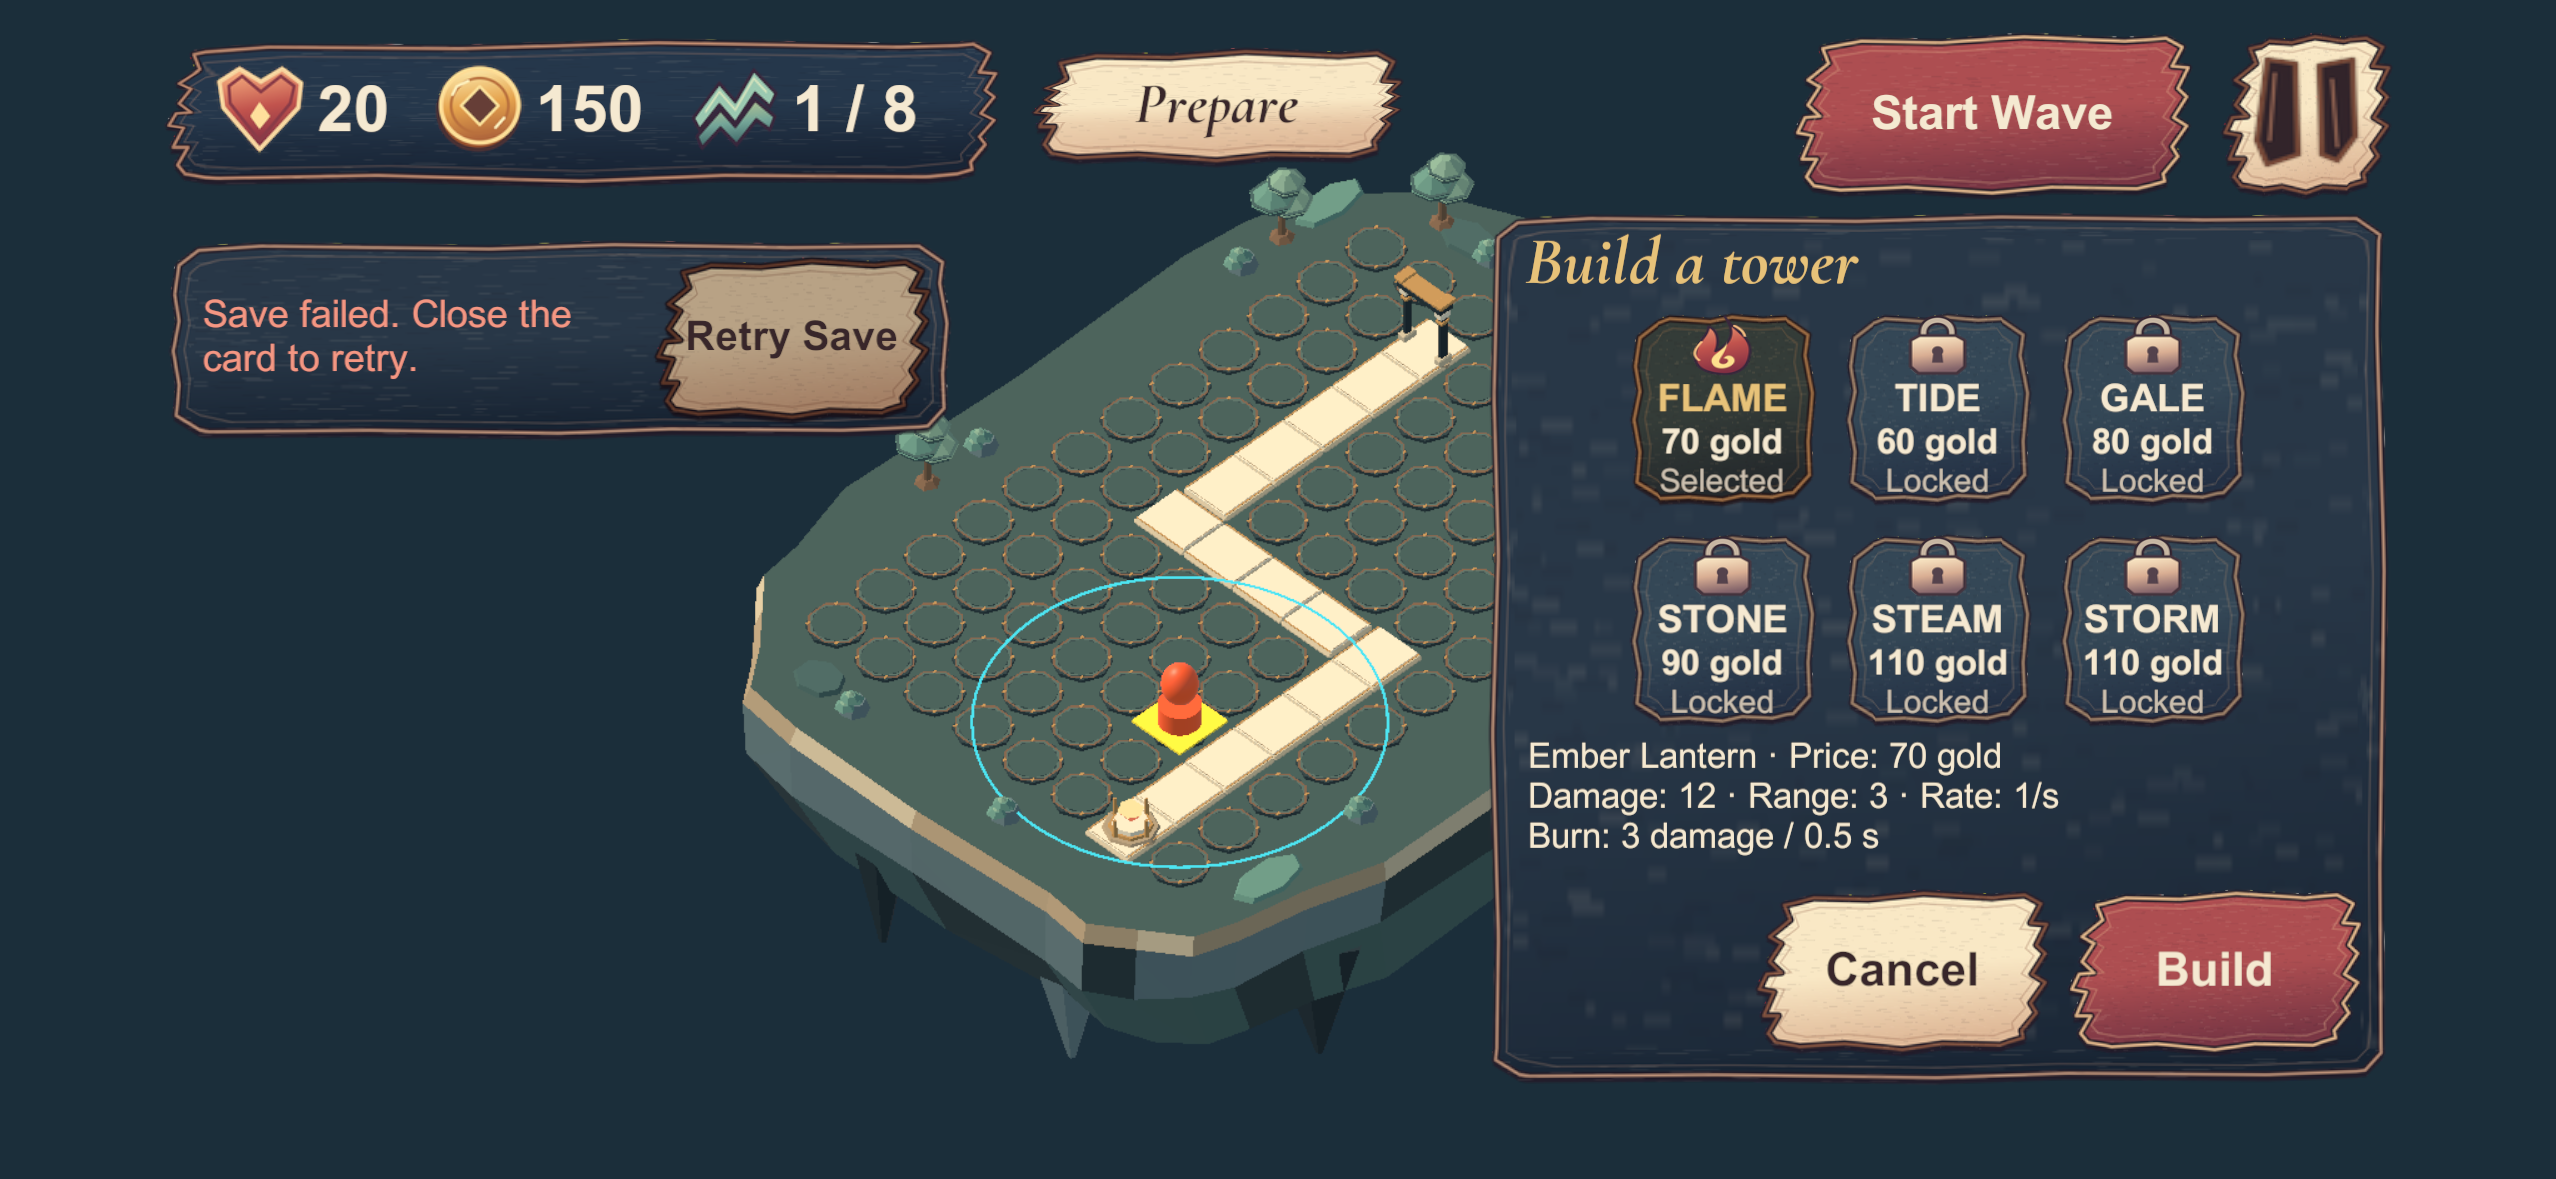 20 150 1 / 8
Prepare
Start Wave
Save failed. Close the
card to retry.
Retry Save
Build a tower
FLAME
70 gold
Selected
TIDE
60 gold
Locked
GALE
80 gold
Locked
STONE
90 gold
Locked
STEAM
110 gold
Locked
STORM
110 gold
Locked
Ember Lantern · Price: 70 gold
Damage: 12 · Range: 3 · Rate: 1/s
Burn: 3 damage / 0.5 s
Cancel
Build